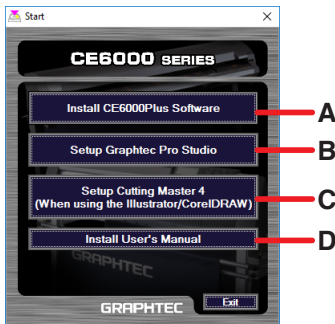 Start
CE6000 SERIES
Install CE6000Plus Software
A
Setup Graphtec Pro Studio
B
Setup Cutting Master 4
(When using the Illustrator/CorelDRAW)
C
Install User's Manual
D
GRAPHTEC
GRAPHTEC
Exit